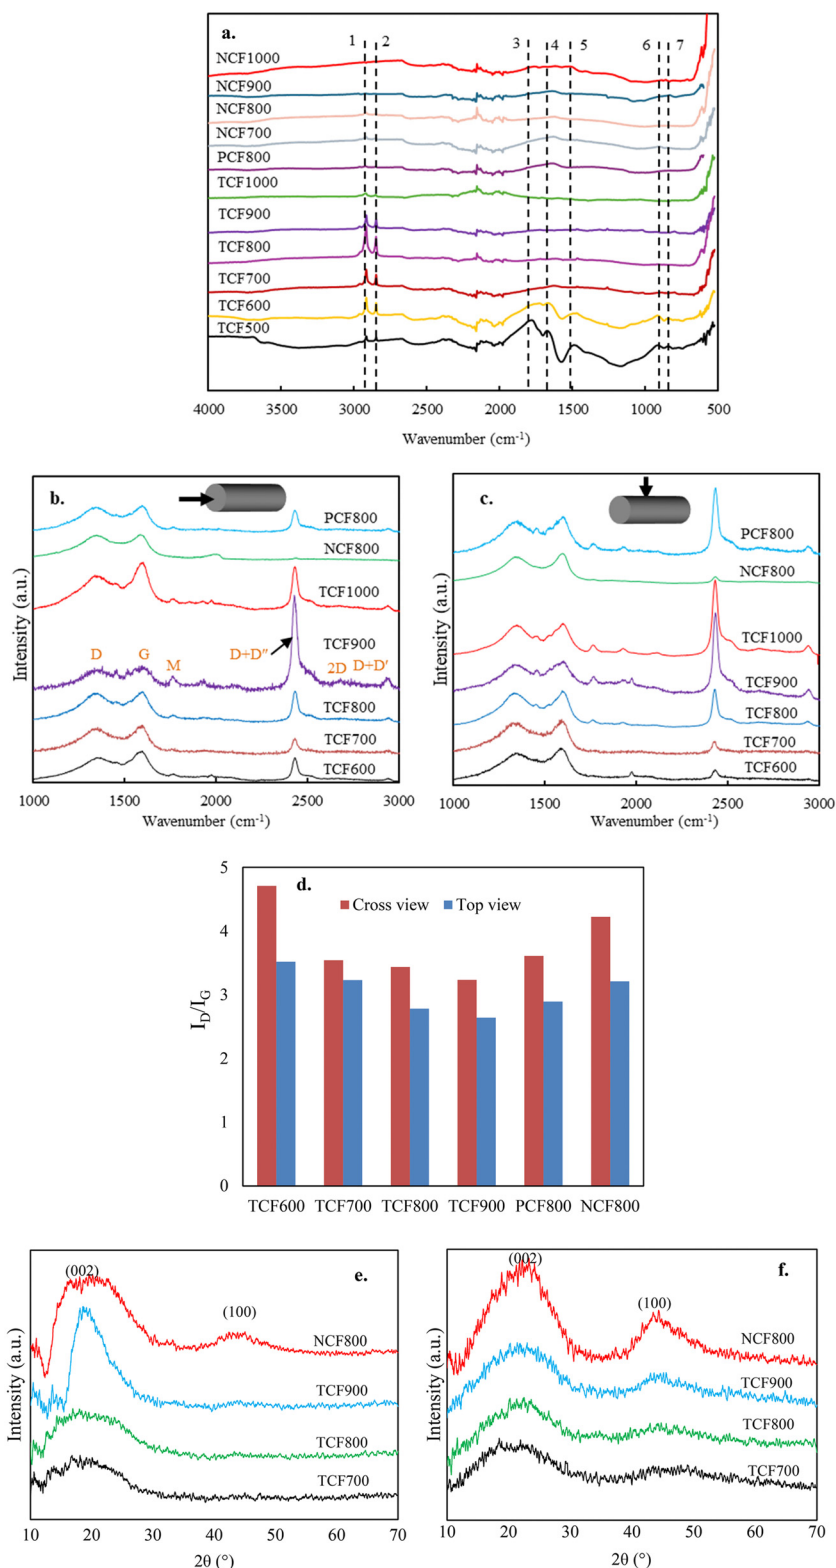 a.
1 2 3 4 5 6 7
NCF1000
NCF900
NCF800
NCF700
PCF800
TCF1000
TCF900
TCF800
TCF700
TCF600
TCF500
4000 3500 3000 2500 2000 1500 1000 500
Wavenumber (cm-1)
b.
Intensity (a.u.)
PCF800
NCF800
TCF1000
TCF900
D G M D+D" 2D D+D'
TCF800
TCF700
TCF600
1000 1500 2000 2500 3000
Wavenumber (cm-1)
c.
Intensity (a.u.)
PCF800
NCF800
TCF1000
TCF900
TCF800
TCF700
TCF600
1000 1500 2000 2500 3000
Wavenumber (cm-1)
d.
Cross view Top view
ID/IG
5
4
3
2
1
0
TCF600 TCF700 TCF800 TCF900 PCF800 NCF800
e.
(002)
(100)
Intensity (a.u.)
NCF800
TCF900
TCF800
TCF700
10 20 30 40 50 60 70
2θ (°)
f.
(002)
(100)
Intensity (a.u.)
NCF800
TCF900
TCF800
TCF700
10 20 30 40 50 60 70
2θ (°)